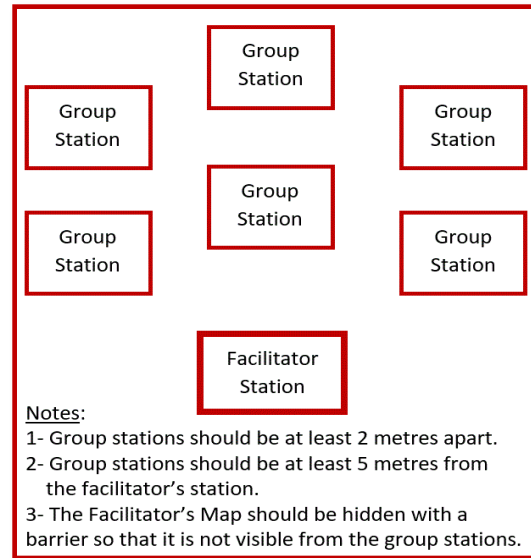 Group
Station
Group
Station
Group
Station
Group
Station
Group
Station
Group
Station
Facilitator
Station
Notes:
1- Group stations should be at least 2 metres apart.
2- Group stations should be at least 5 metres from
the facilitator’s station.
3- The Facilitator’s Map should be hidden with a
barrier so that it is not visible from the group stations.